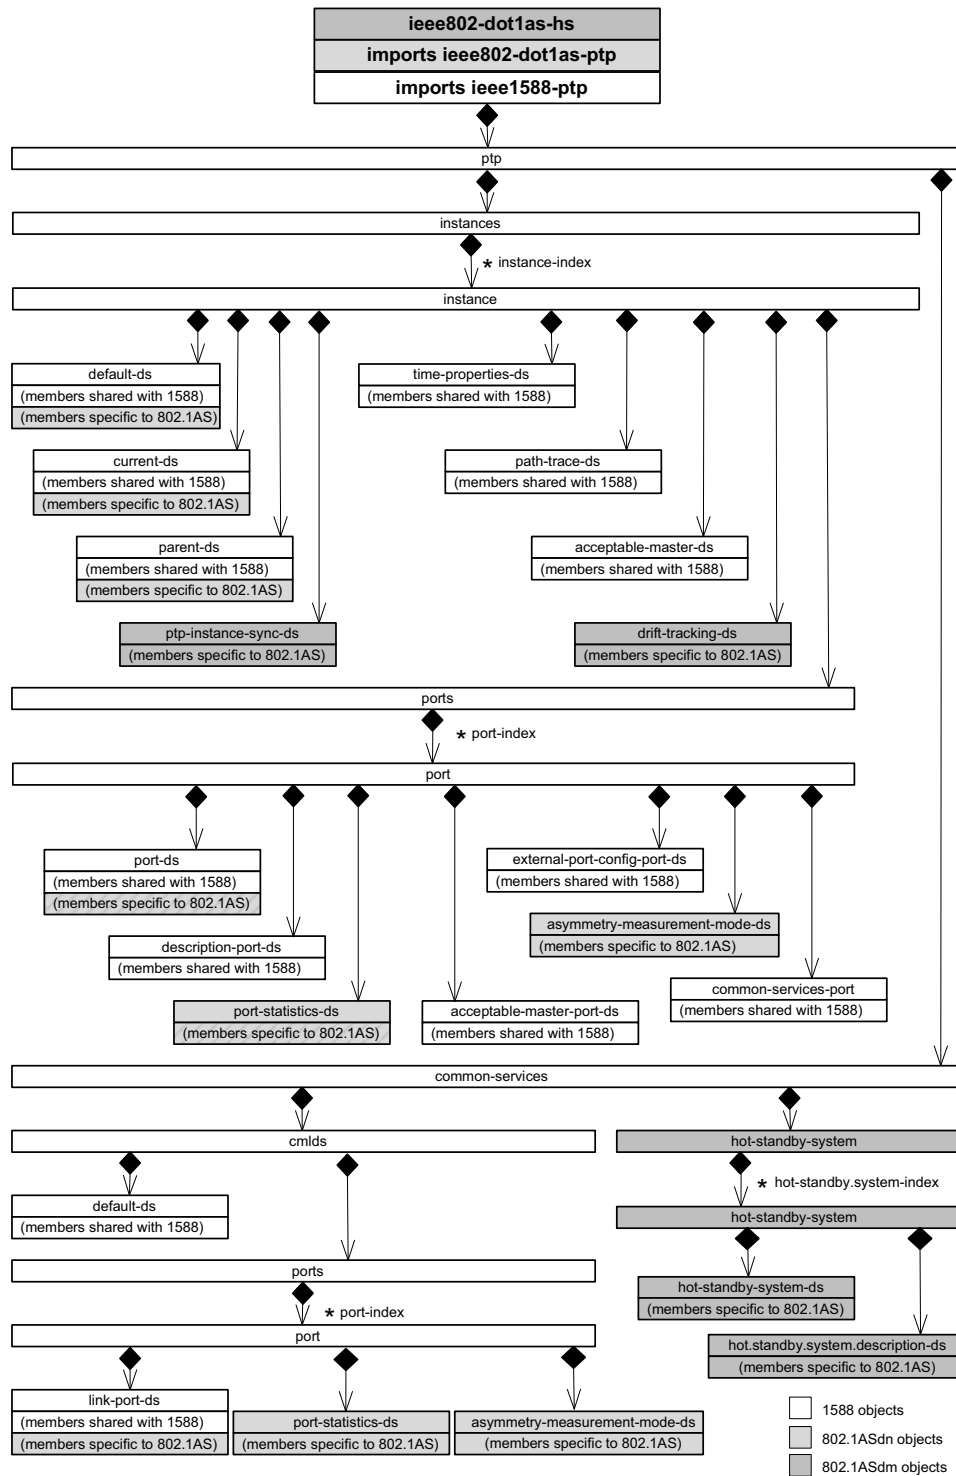 ieee802-dot1as-hs
imports ieee802-dot1as-ptp
imports ieee1588-ptp
ptp
instances
* instance-index
instance
default-ds
(members shared with 1588)
(members specific to 802.1AS)
time-properties-ds
(members shared with 1588)
current-ds
(members shared with 1588)
(members specific to 802.1AS)
path-trace-ds
(members shared with 1588)
parent-ds
(members shared with 1588)
(members specific to 802.1AS)
acceptable-master-ds
(members shared with 1588)
ptp-instance-sync-ds
(members specific to 802.1AS)
drift-tracking-ds
(members specific to 802.1AS)
ports
* port-index
port
port-ds
(members shared with 1588)
(members specific to 802.1AS)
external-port-config-port-ds
(members shared with 1588)
description-port-ds
(members shared with 1588)
asymmetry-measurement-mode-ds
(members specific to 802.1AS)
port-statistics-ds
(members specific to 802.1AS)
acceptable-master-port-ds
(members shared with 1588)
common-services-port
(members shared with 1588)
common-services
cmlds
hot-standby-system
* hot-standby.system-index
default-ds
(members shared with 1588)
hot-standby-system
ports
hot-standby-system-ds
(members specific to 802.1AS)
* port-index
port
hot.standby.system.description-ds
(members specific to 802.1AS)
link-port-ds
(members shared with 1588)
(members specific to 802.1AS)
port-statistics-ds
(members specific to 802.1AS)
asymmetry-measurement-mode-ds
(members specific to 802.1AS)
1588 objects
802.1ASdn objects
802.1ASdm objects